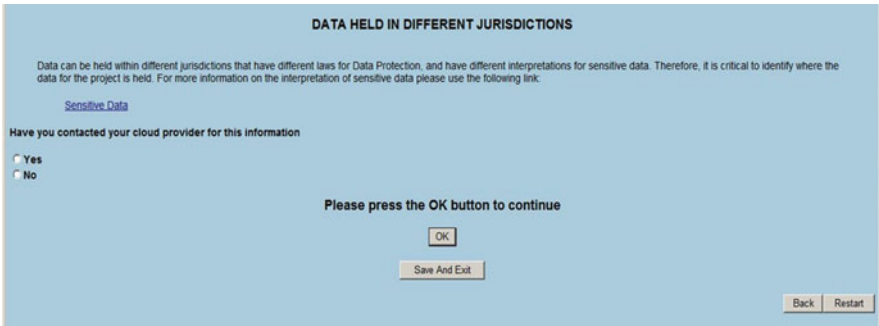 DATA HELD IN DIFFERENT JURISDICTIONS
Data can be held within different jurisdictions that have different laws for Data Protection, and have different interpretations for sensitive data. Therefore, it is critical to identify where the
data for the project is held. For more information on the interpretation of sensitive data please use the following link:
Sensitive Data
Have you contacted your cloud provider for this information
Yes
No
Please press the OK button to continue
OK
Save And Exit
Back Restart